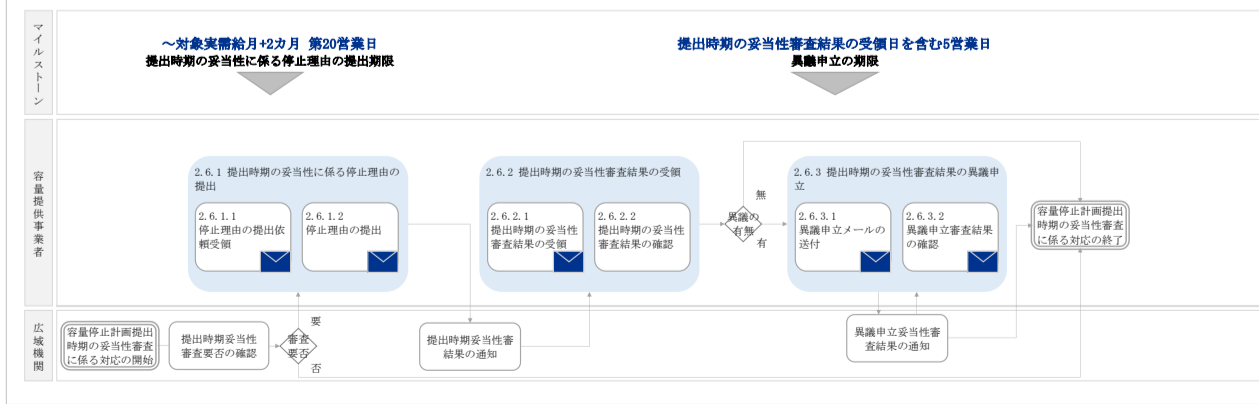 マイルストーン
～対象実需給月+2カ月 第20営業日
提出時期の妥当性に係る停止理由の提出期限
提出時期の妥当性審査結果の受領日を含む5営業日
異議申立の期限
容量提供事業者
2.6.1 提出時期の妥当性に係る停止理由の
提出
2.6.1.1
停止理由の提出依
頼受領
2.6.1.2
停止理由の提出
2.6.2 提出時期の妥当性審査結果の受領
2.6.2.1
提出時期の妥当性
審査結果の受領
2.6.2.2
提出時期の妥当性
審査結果の確認
異議の
有無
無
有
2.6.3 提出時期の妥当性審査結果の異議申
立
2.6.3.1
異議申立メールの
送付
2.6.3.2
異議申立審査結果
の確認
容量停止計画提出
時期の妥当性審査
に係る対応の終了
広域機関
容量停止計画提出
時期の妥当性審査
に係る対応の開始
提出時期妥当性
審査要否の確認
審査
要否
要
否
提出時期妥当性審
査結果の通知
異議申立妥当性審
査結果の通知